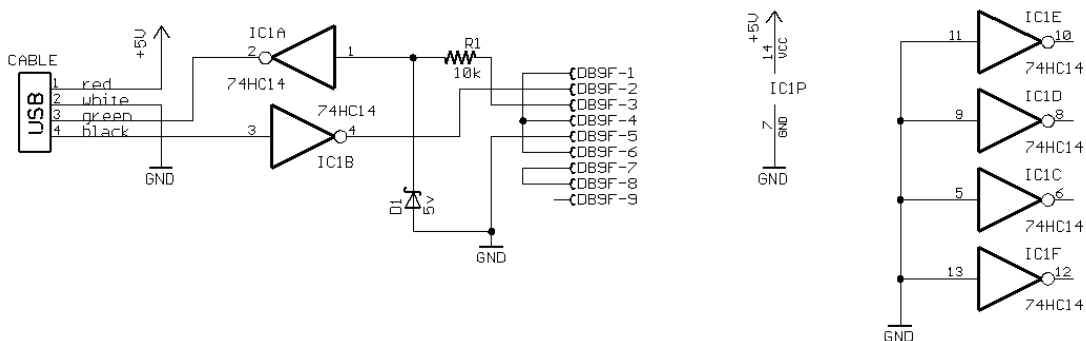 CABLE
USB
1 red
2 white
3 green
4 black
+5V
GND
IC1A
2
1
74HC14
R1
10k
74HC14
3
4
IC1B
D1
5v
GND
DB9F-1
DB9F-2
DB9F-3
DB9F-4
DB9F-5
DB9F-6
DB9F-7
DB9F-8
DB9F-9
+5V
14
VCC
IC1P
7
GND
GND
IC1E
11
10
74HC14
IC1D
9
8
74HC14
IC1C
5
6
74HC14
IC1F
13
12
74HC14
GND